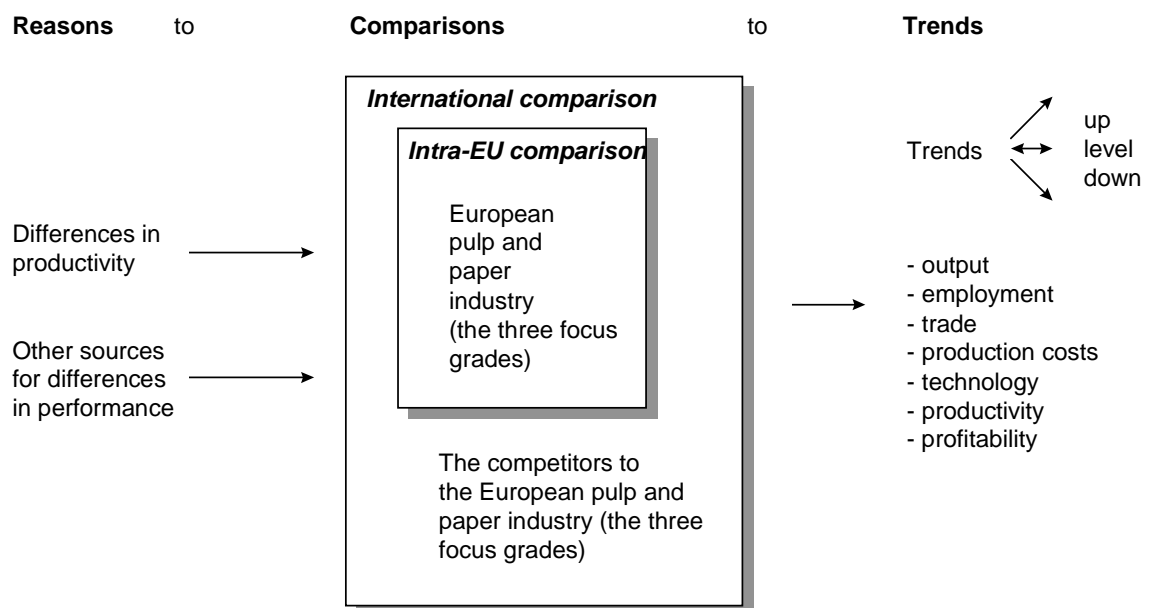 Reasons to Comparisons to Trends
International comparison
Intra-EU comparison
European
pulp and
paper
industry
(the three focus
grades)
The competitors to
the European pulp and
paper industry (the three
focus grades)
Differences in
productivity
Other sources
for differences
in performance
Trends
up
level
down
- output
- employment
- trade
- production costs
- technology
- productivity
- profitability